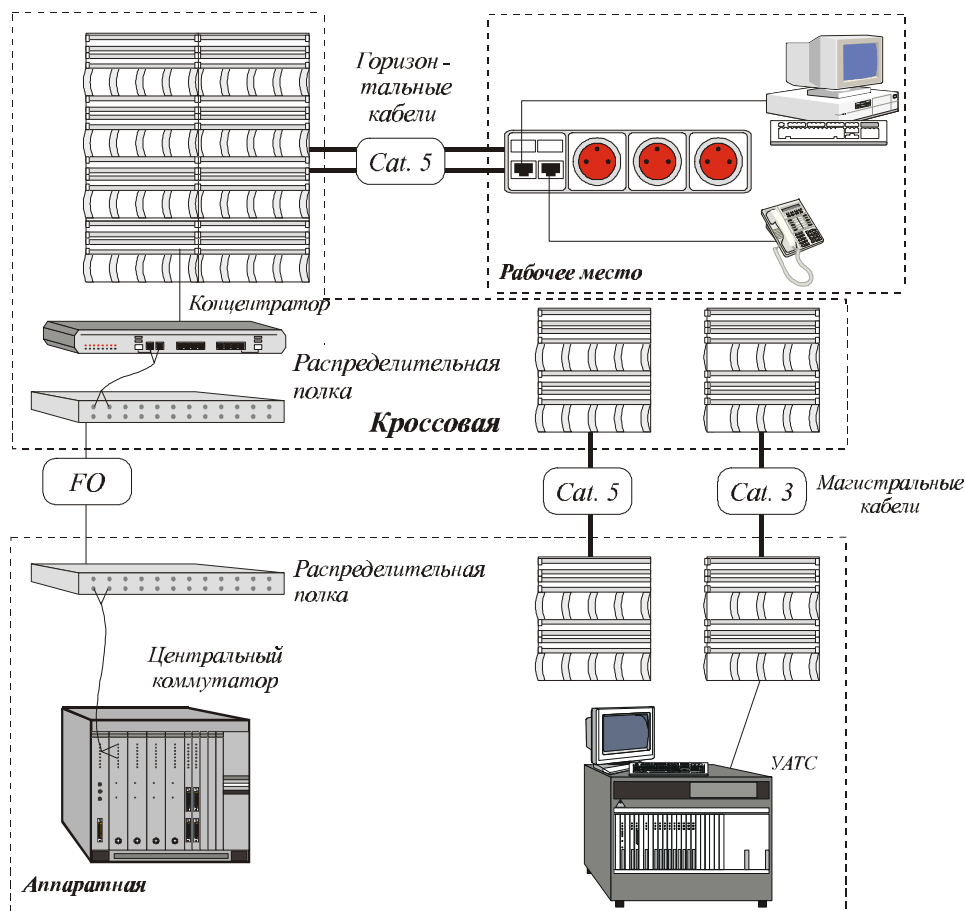 Горизон -
тальные
кабели
Cat. 5
Рабочее место
Концентратор
Распределительная
полка
Кроссовая
FO
Cat. 5
Cat. 3
Магистральные
кабели
Распределительная
полка
Центральный
коммутатор
УАТС
Аппаратная